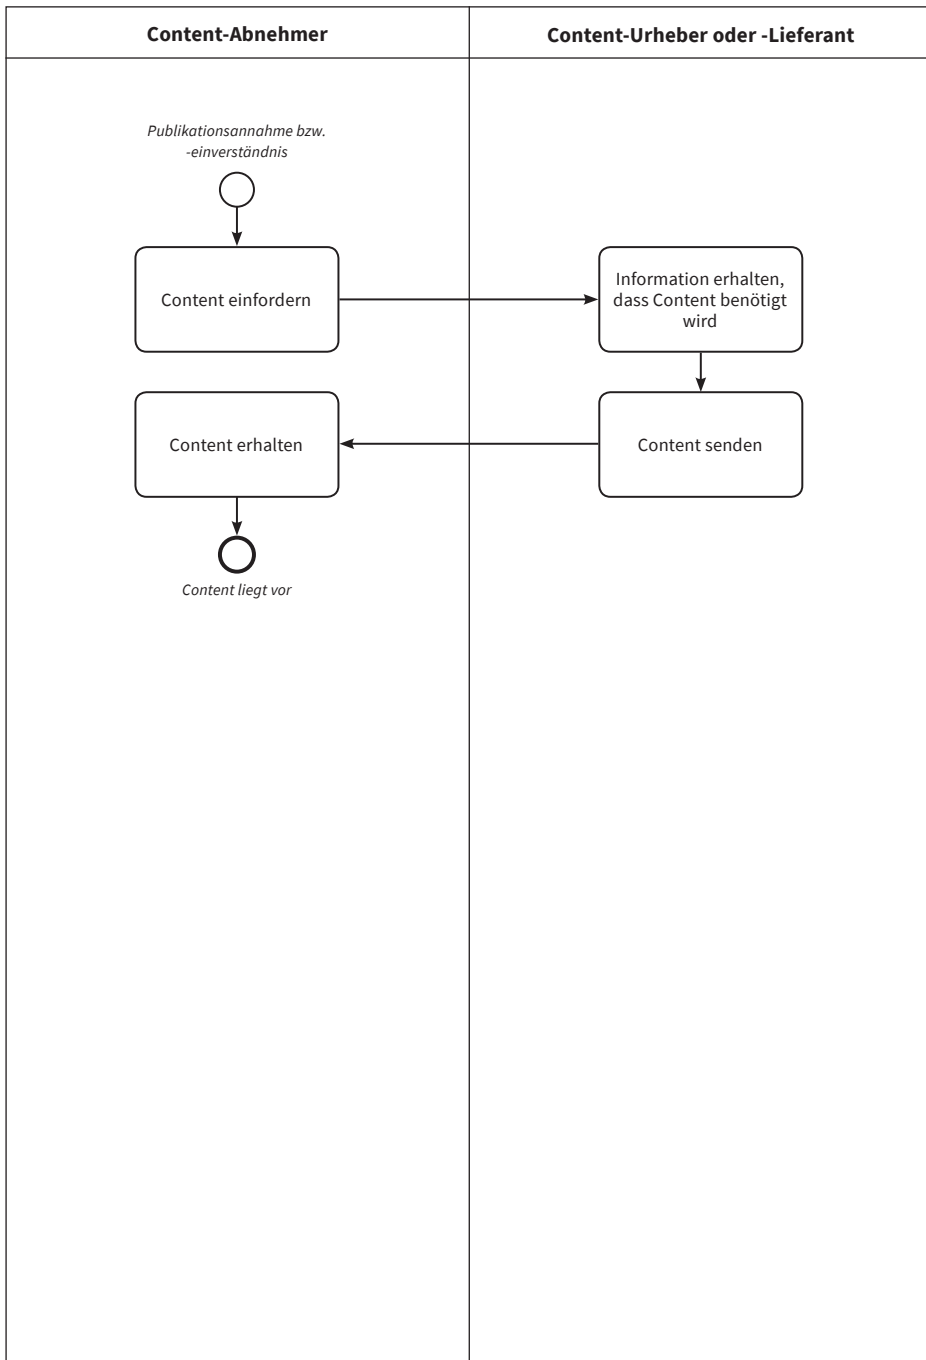 Content-Abnehmer
Content-Urheber oder -Lieferant
Publikationsannahme bzw.
-einverständnis
Content einfordern
Information erhalten,
dass Content benötigt
wird
Content erhalten
Content senden
Content liegt vor